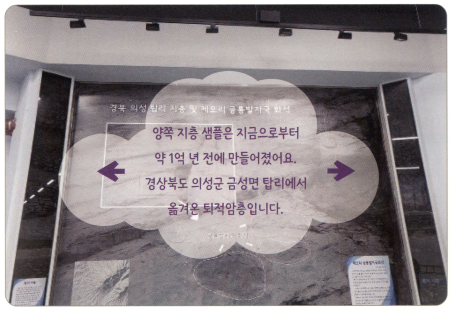 경북 의성 탑리 지층 및 제오리 공룡발자국 화석
양쪽 지층 샘플은 지금으로부터
약 1억 년 전에 만들어졌어요.
경상북도 의성군 금성면 탑리에서
옮겨온 퇴적암층입니다.